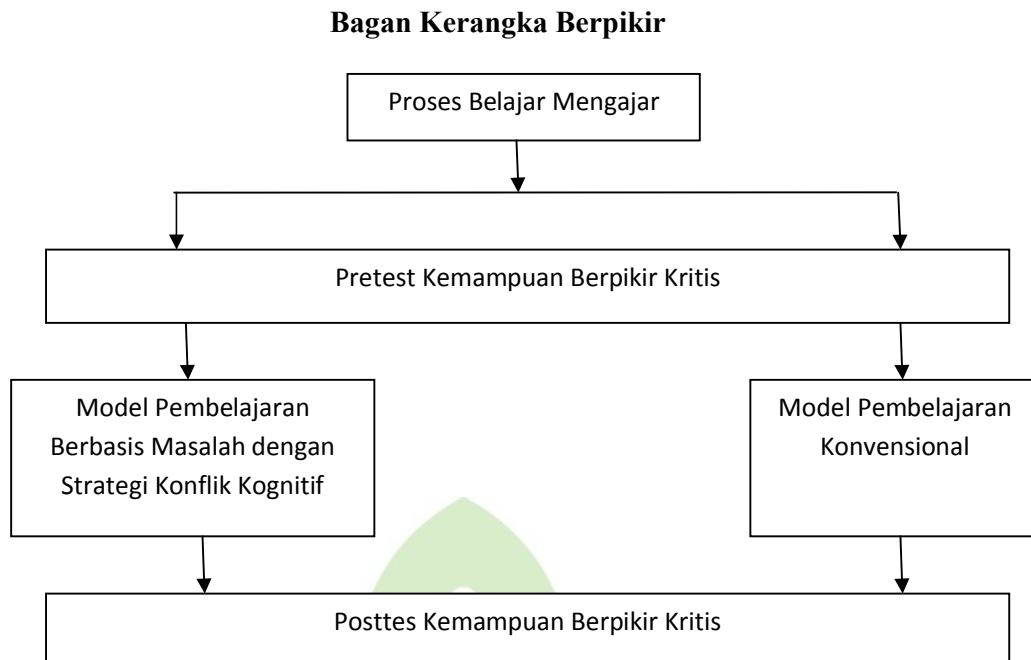 Bagan Kerangka Berpikir
Proses Belajar Mengajar
Pretest Kemampuan Berpikir Kritis
Model Pembelajaran
Berbasis Masalah dengan
Strategi Konflik Kognitif
Model Pembelajaran
Konvensional
Posttes Kemampuan Berpikir Kritis